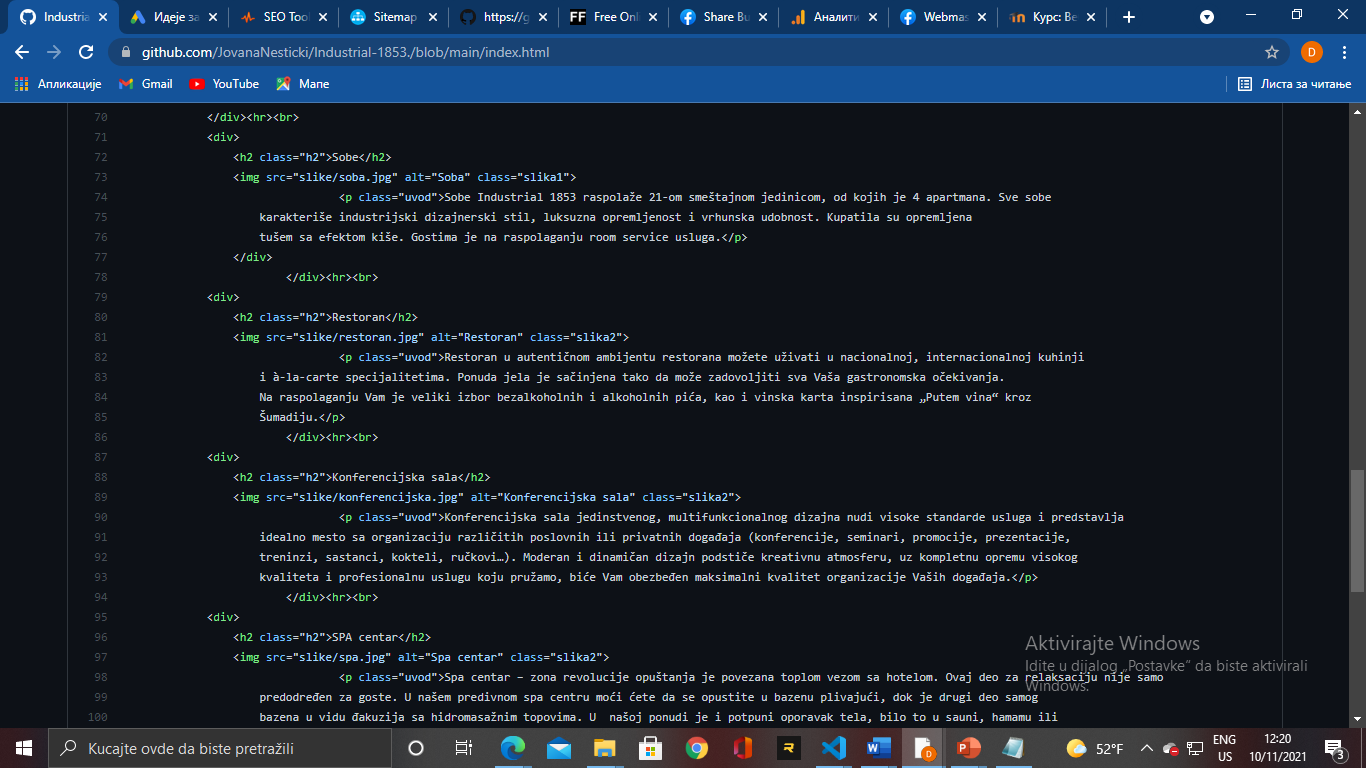 Industria
Идеје за
SEO Tool
Sitemap
https://g
FF
Free Onl
Share Bu
Аналити
Webmas
Курс: Ве
github.com/JovanaNesticki/Industrial-1853./blob/main/index.html
D
Апликације
Gmail
YouTube
Мапе
Листа за читање
70 </div><hr><br>
71 <div>
72 <h2 class="h2">Sobe</h2>
73 <img src="slike/soba.jpg" alt="Soba" class="slika1">
74 <p class="uvod">Sobe Industrial 1853 raspolaže 21-om smeštajnom jedinicom, od kojih je 4 apartmana. Sve sobe
75 karakteriše industrijski dizajnerski stil, luksuzna opremljenost i vrhunska udobnost. Kupatila su opremljena
76 tušem sa efektom kiše. Gostima je na raspolaganju room service usluga.</p>
77 </div>
78 </div><hr><br>
79 <div>
80 <h2 class="h2">Restoran</h2>
81 <img src="slike/restoran.jpg" alt="Restoran" class="slika2">
82 <p class="uvod">Restoran u autentičnom ambijentu restorana možete uživati u nacionalnoj, internacionalnoj kuhinji
83 i à-la-carte specijalitetima. Ponuda jela je sačinjena tako da može zadovoljiti sva Vaša gastronomska očekivanja.
84 Na raspolaganju Vam je veliki izbor bezalkoholnih i alkoholnih pića, kao i vinska karta inspirisana „Putem vina“ kroz
85 Šumadiju.</p>
86 </div><hr><br>
87 <div>
88 <h2 class="h2">Konferencijska sala</h2>
89 <img src="slike/konferencijska.jpg" alt="Konferencijska sala" class="slika2">
90 <p class="uvod">Konferencijska sala jedinstvenog, multifunkcionalnog dizajna nudi visoke standarde usluga i predstavlja
91 idealno mesto sa organizaciju različitih poslovnih ili privatnih događaja (konferencije, seminari, promocije, prezentacije,
92 treninzi, sastanci, kokteli, ručkovi…). Moderan i dinamičan dizajn podstiče kreativnu atmosferu, uz kompletnu opremu visokog
93 kvaliteta i profesionalnu uslugu koju pružamo, biće Vam obezbeđen maksimalni kvalitet organizacije Vaših događaja.</p>
94 </div><hr><br>
95 <div>
96 <h2 class="h2">SPA centar</h2>
97 <img src="slike/spa.jpg" alt="Spa centar" class="slika2">
98 <p class="uvod">Spa centar – zona revolucije opuštanja je povezana toplom vezom sa hotelom. Ovaj deo za relaksaciju nije samo
99 predodređen za goste. U našem predivnom spa centru moći ćete da se opustite u bazenu plivajući, dok je drugi deo samog
100 bazena u vidu đakuzija sa hidromasažnim topovima. U našoj ponudi je i potpuni oporavak tela, bilo to u sauni, hamamu ili
Aktivirajte Windows
Idite u dijalog „Postavke“ da biste aktivirali
Windows.
Kucajte ovde da biste pretražili
52°F
ENG
US
12:20
10/11/2021
3